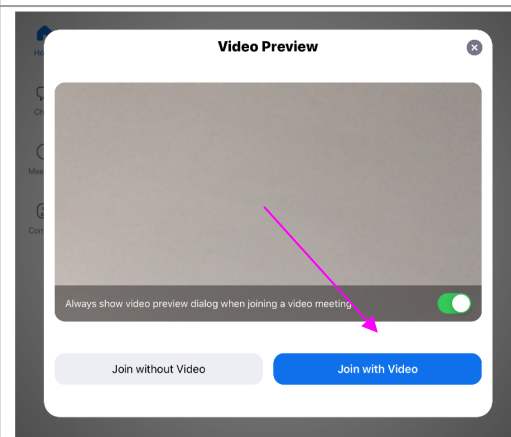 Video Preview
Always show video preview dialog when joining a video meeting
Join without Video
Join with Video